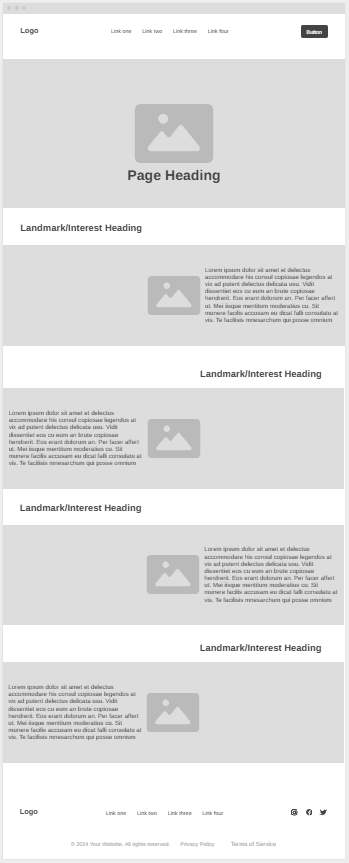 Logo
Link one Link two Link three Link four
Button
Page Heading
Landmark/Interest Heading
Lorem ipsum dolor sit amet el delectus
accommodare his consul copiosae legendos at
vix ad putent delectus delicata usu. Vidit
dissentiet eos cu eum an brute copiosae
hendrerit. Eos erant dolorum an. Per facer affert
ut. Mei iisque mentitum moderatius cu. Sit
munere facilis accusam eu dicat falli consulatu at
vis. Te facilisis mnesarchum qui posse omnium
Landmark/Interest Heading
Lorem ipsum dolor sit amet el delectus
accommodare his consul copiosae legendos at
vix ad putent delectus delicata usu. Vidit
dissentiet eos cu eum an brute copiosae
hendrerit. Eos erant dolorum an. Per facer affert
ut. Mei iisque mentitum moderatius cu. Sit
munere facilis accusam eu dicat falli consulatu at
vis. Te facilisis mnesarchum qui posse omnium
Landmark/Interest Heading
Lorem ipsum dolor sit amet el delectus
accommodare his consul copiosae legendos at
vix ad putent delectus delicata usu. Vidit
dissentiet eos cu eum an brute copiosae
hendrerit. Eos erant dolorum an. Per facer affert
ut. Mei iisque mentitum moderatius cu. Sit
munere facilis accusam eu dicat falli consulatu at
vis. Te facilisis mnesarchum qui posse omnium
Landmark/Interest Heading
Lorem ipsum dolor sit amet el delectus
accommodare his consul copiosae legendos at
vix ad putent delectus delicata usu. Vidit
dissentiet eos cu eum an brute copiosae
hendrerit. Eos erant dolorum an. Per facer affert
ut. Mei iisque mentitum moderatius cu. Sit
munere facilis accusam eu dicat falli consulatu at
vis. Te facilisis mnesarchum qui posse omnium
Logo
Link one Link two Link three Link four
© 2024 Your Website. All rights reserved. Privacy Policy Terms of Service